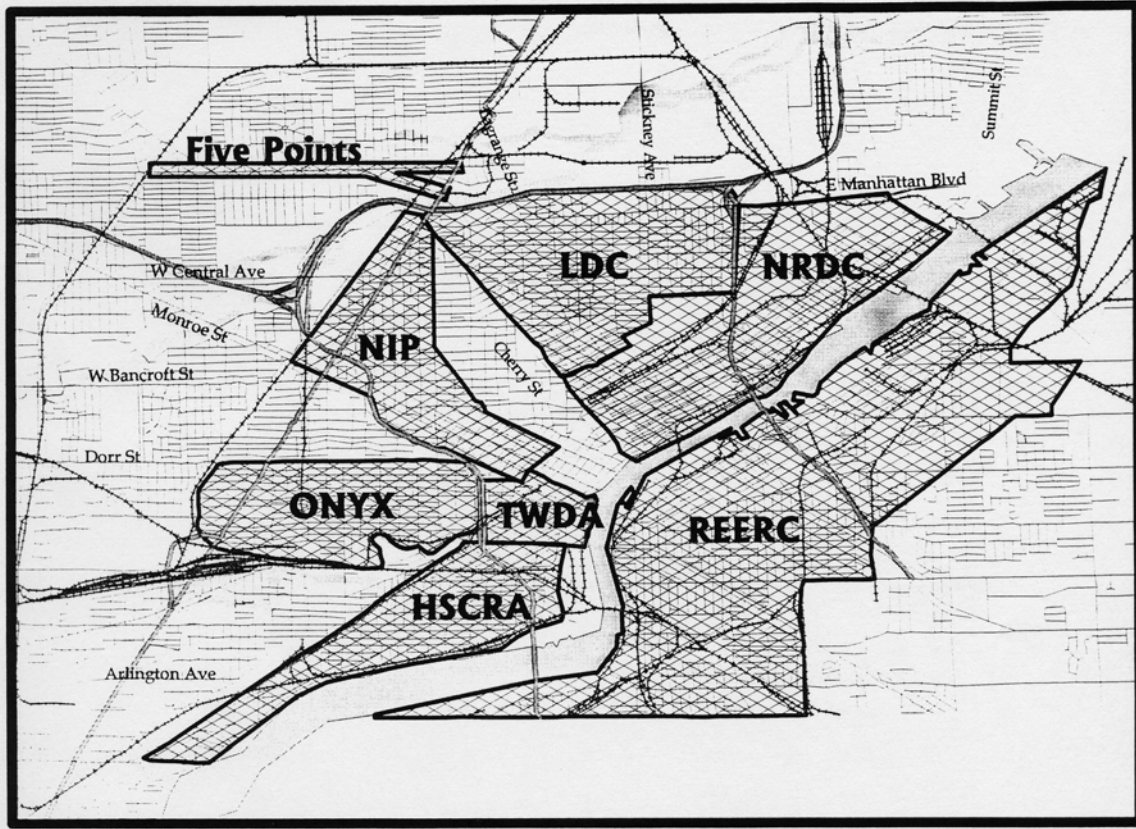 Summit St
Stickney Ave
Lagrange St.
Five Points
E Manhattan Blvd
W Central Ave
LDC
NRDC
Monroe St
NIP
Cherry St
W Bancroft St
Dorr St
ONYX
TWDA
REERC
HSCRA
Arlington Ave